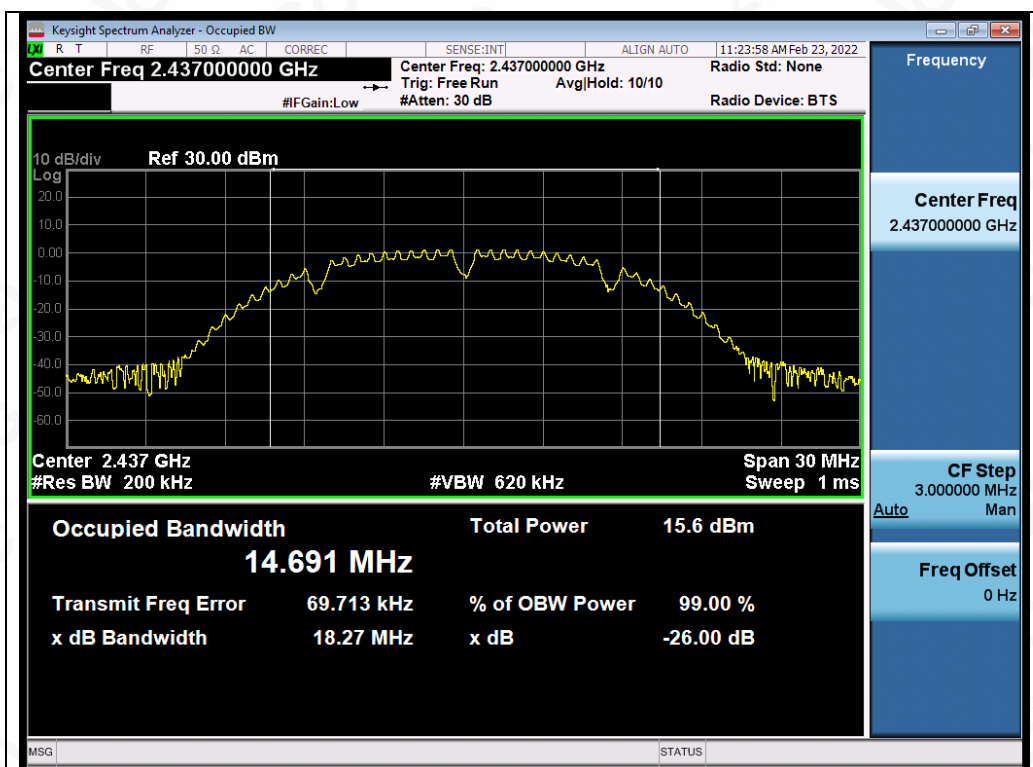 Keysight Spectrum Analyzer - Occupied BW
LXI R T RF 50 Ω AC CORREC SENSE:INT ALIGN AUTO 11:23:58 AM Feb 23, 2022
Center Freq 2.437000000 GHz
Center Freq: 2.437000000 GHz Radio Std: None
Trig: Free Run Avg|Hold: 10/10
#IFGain:Low #Atten: 30 dB Radio Device: BTS
Frequency
10 dB/div Ref 30.00 dBm
Log
20.0
10.0
0.00
-10.0
-20.0
-30.0
-40.0
-50.0
-60.0
Center 2.437 GHz Span 30 MHz
#Res BW 200 kHz #VBW 620 kHz Sweep 1 ms
Center Freq
2.437000000 GHz
CF Step
3.000000 MHz
Auto Man
Freq Offset
0 Hz
Occupied Bandwidth Total Power 15.6 dBm
14.691 MHz
Transmit Freq Error 69.713 kHz % of OBW Power 99.00 %
x dB Bandwidth 18.27 MHz x dB -26.00 dB
MSG STATUS